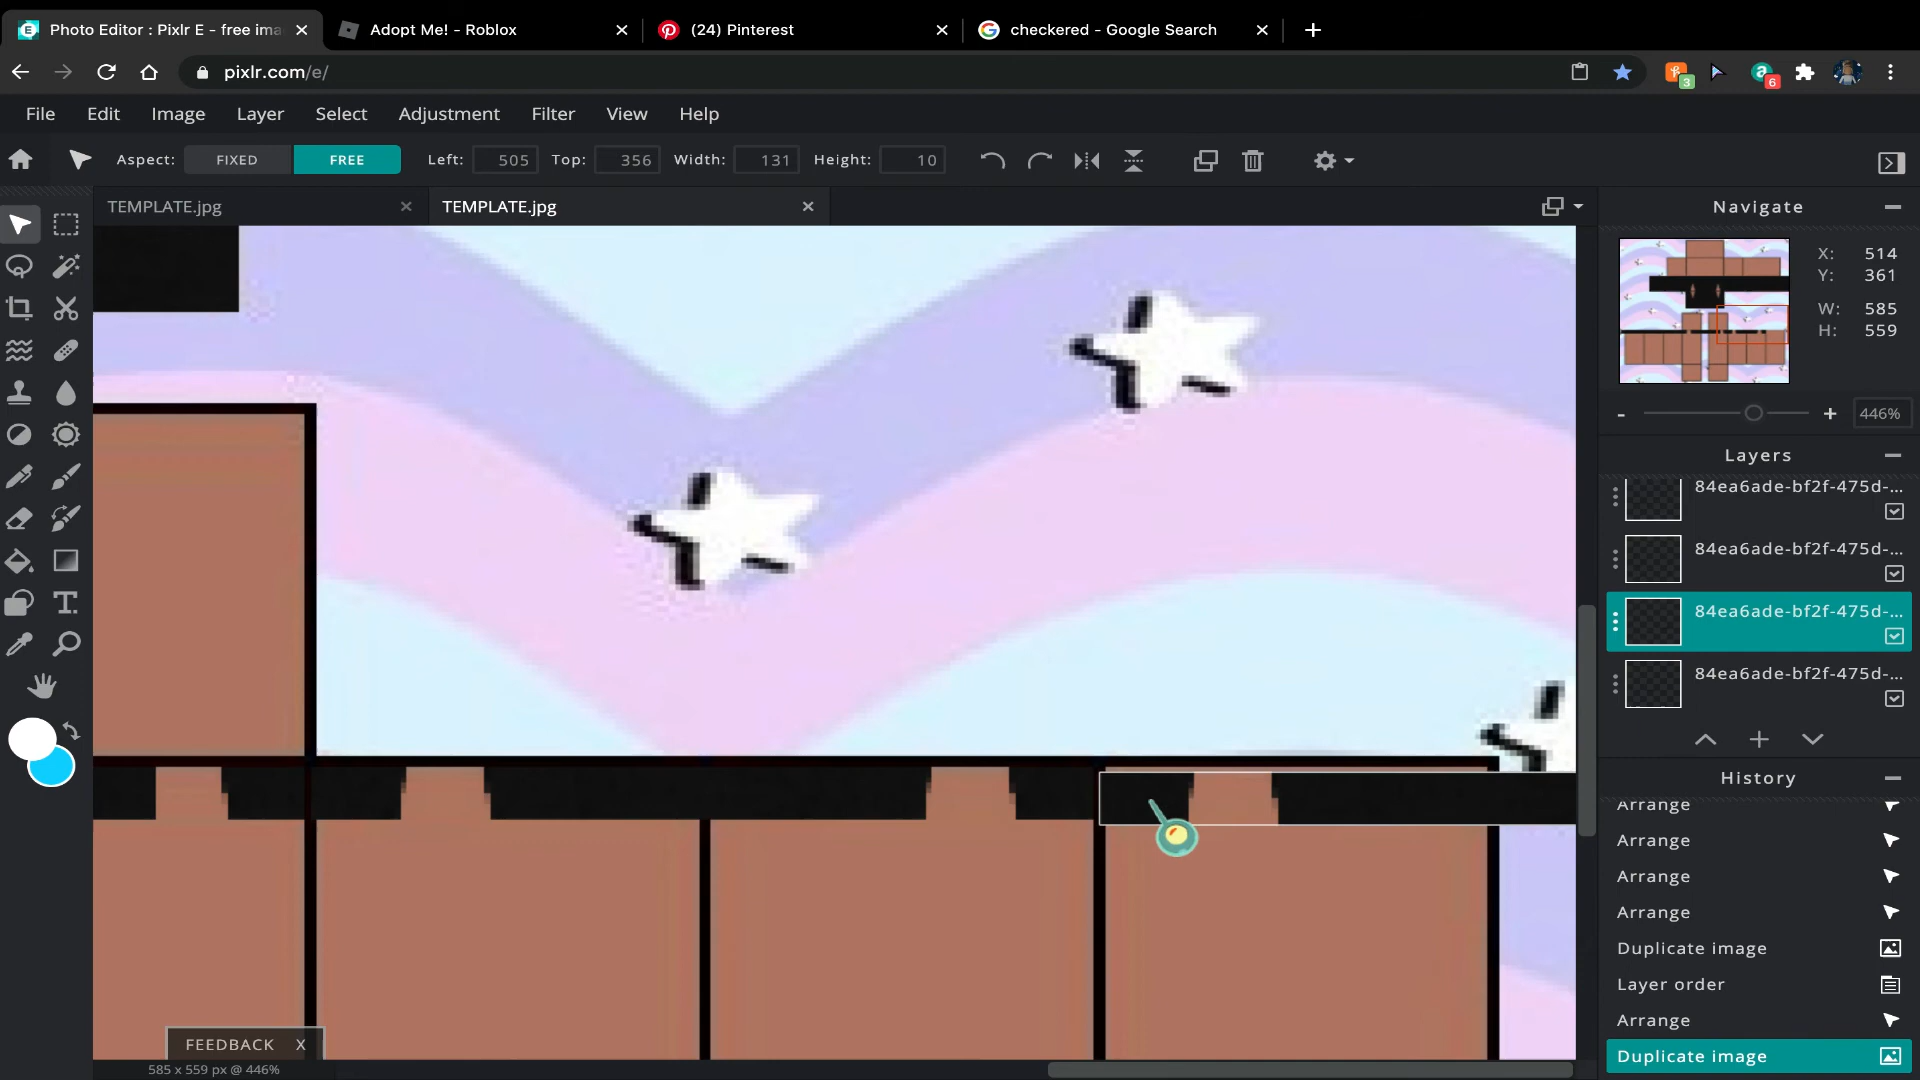 Photo Editor : Pixlr E - free ima
Adopt Me! - Roblox
(24) Pinterest
checkered - Google Search
pixlr.com/e/
3
6
File Edit Image Layer Select Adjustment Filter View Help
Aspect: FIXED FREE Left: 505 Top: 356 Width: 131 Height: 10
TEMPLATE.jpg
TEMPLATE.jpg
Navigate
X: 514
Y: 361
W: 585
H: 559
446%
Layers
84ea6ade-bf2f-475d-...
84ea6ade-bf2f-475d-...
84ea6ade-bf2f-475d-...
84ea6ade-bf2f-475d-...
History
Arrange
Arrange
Arrange
Arrange
Duplicate image
Layer order
Arrange
Duplicate image
FEEDBACK X
585 x 559 px @ 446%